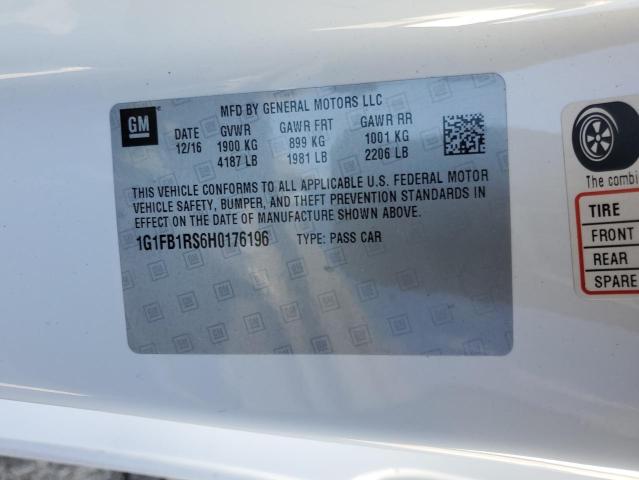 GM
MFD BY GENERAL MOTORS LLC
DATE GVWR GAWR FRT GAWR RR
12/16 1900 KG 899 KG 1001 KG
4187 LB 1981 LB 2206 LB
THIS VEHICLE CONFORMS TO ALL APPLICABLE U.S. FEDERAL MOTOR
VEHICLE SAFETY, BUMPER, AND THEFT PREVENTION STANDARDS IN
EFFECT ON THE DATE OF MANUFACTURE SHOWN ABOVE.
1G1FB1RS6H0176196 TYPE: PASS CAR
The combi
TIRE
FRONT
REAR
SPARE